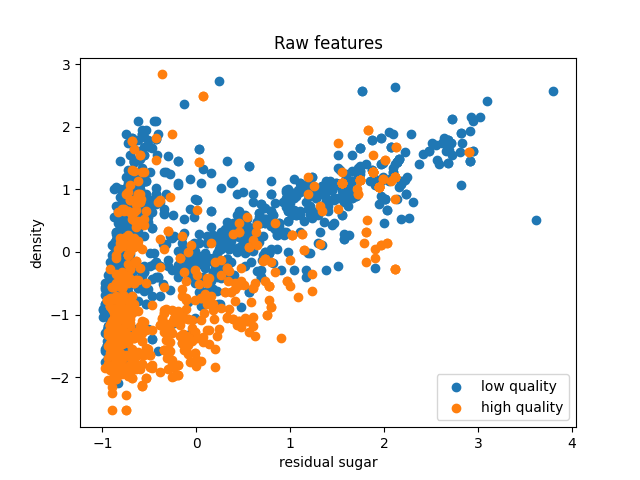 Raw features
3
2
1
0
−1
−2
density
−1
0
1
2
3
4
residual sugar
low quality
high quality